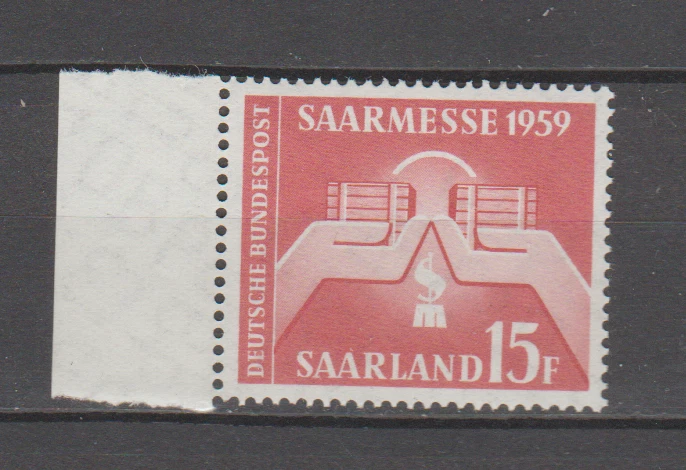 SAARMESSE 1959
DEUTSCHE BUNDESPOST
S
m
SAARLAND 15F